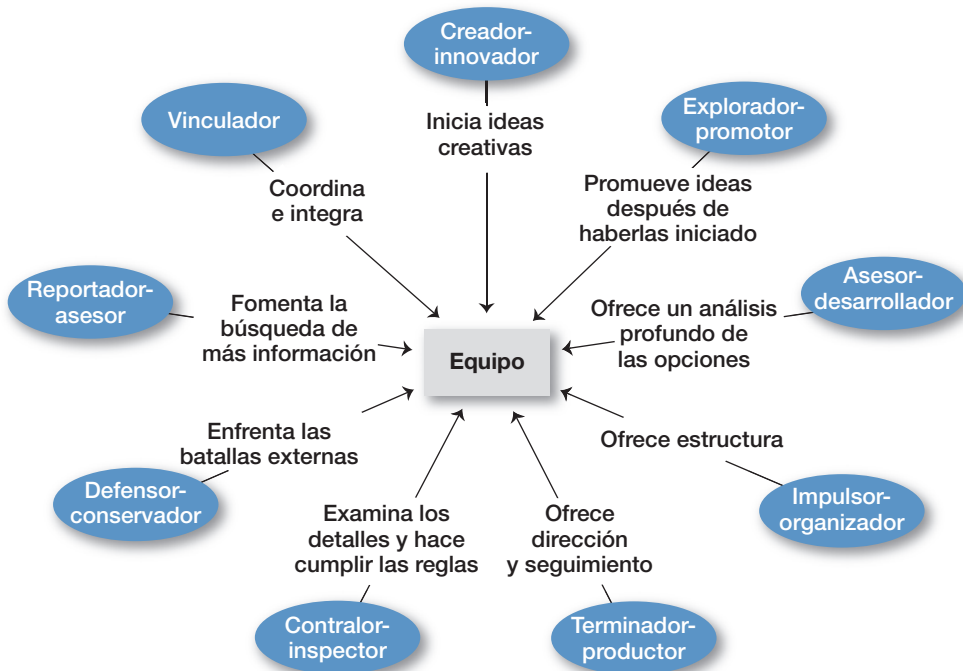 Creador-
innovador
Inicia ideas
creativas
Explorador-
promotor
Promueve ideas
después de
haberlas iniciado
Asesor-
desarrollador
Ofrece un análisis
profundo de
las opciones
Impulsor-
organizador
Ofrece estructura
Terminador-
productor
Ofrece
dirección
y seguimiento
Contralor-
inspector
Examina los
detalles y hace
cumplir las reglas
Defensor-
conservador
Enfrenta las
batallas externas
Reportador-
asesor
Fomenta la
búsqueda de
más información
Vinculador
Coordina
e integra
Equipo